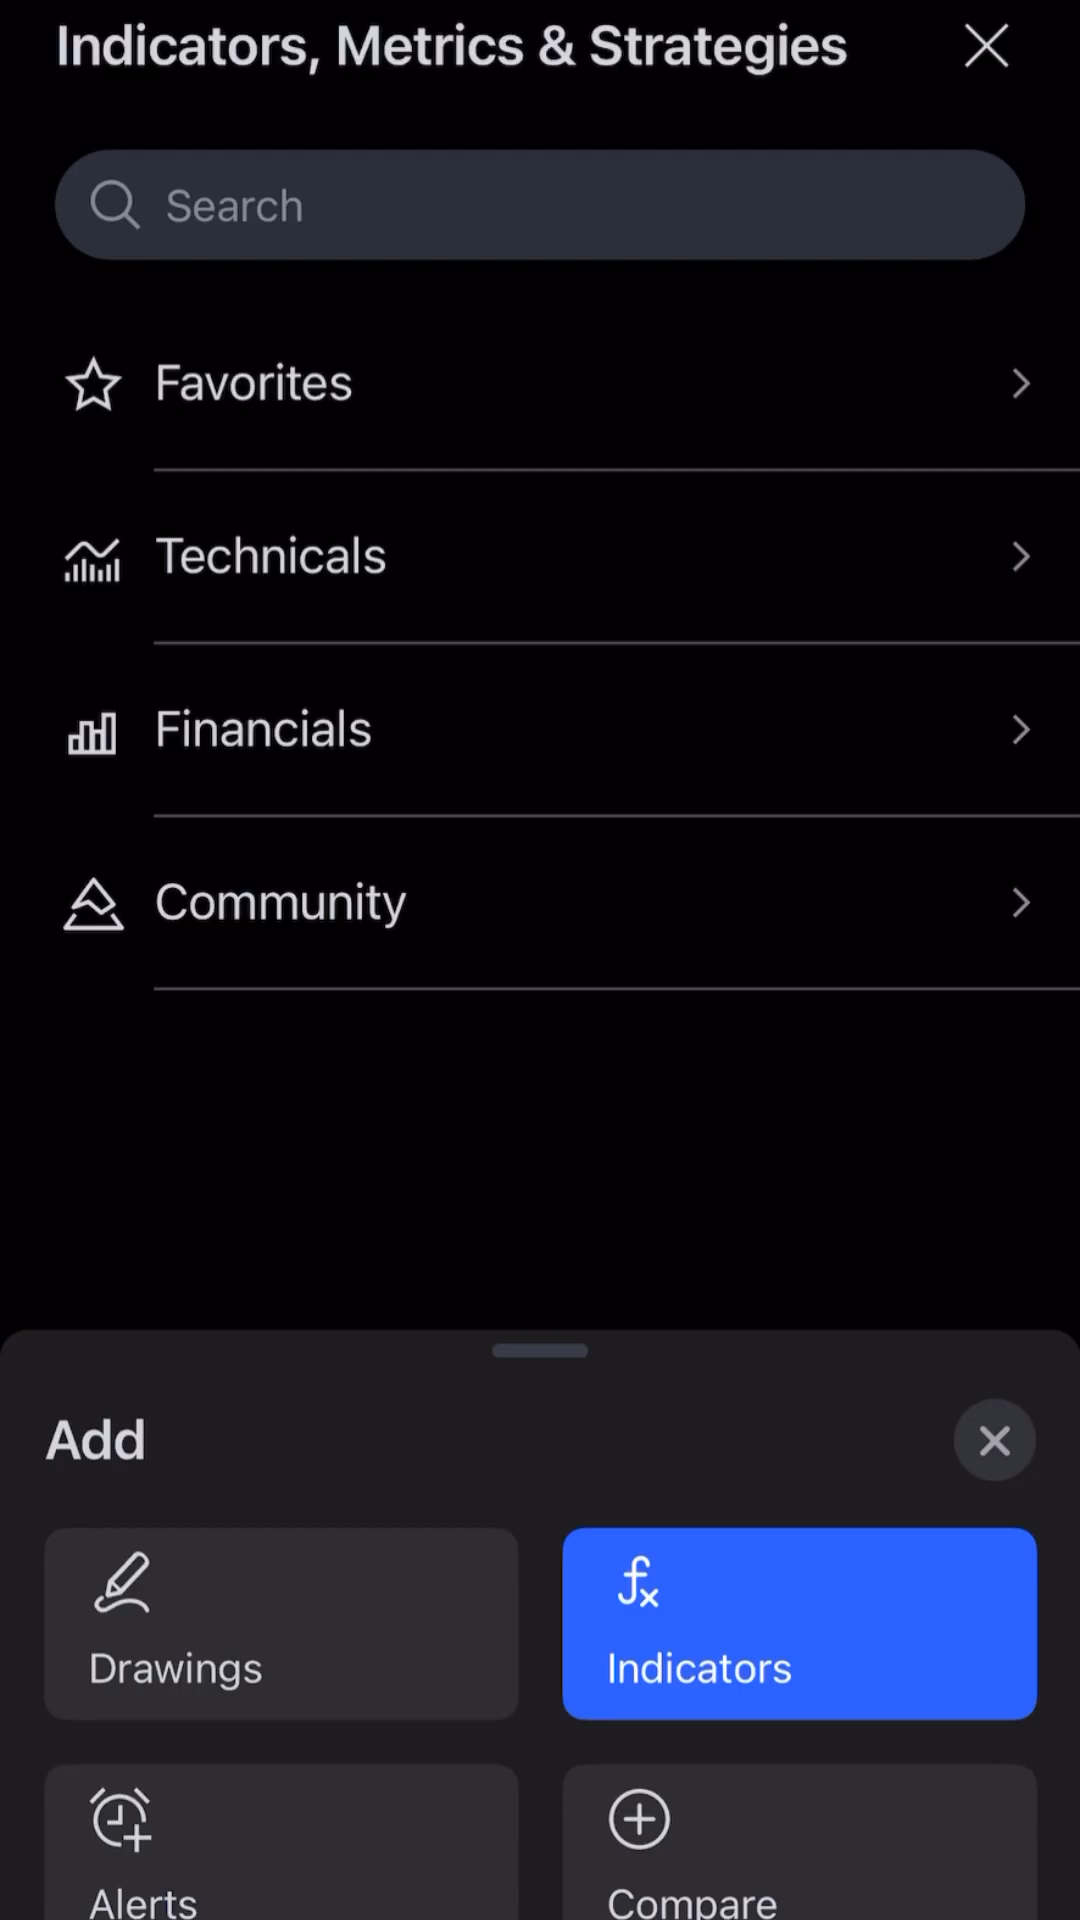 Indicators, Metrics & Strategies
Search
Favorites
Technicals
Financials
Community
Add
Drawings
Indicators
Alerts
Compare